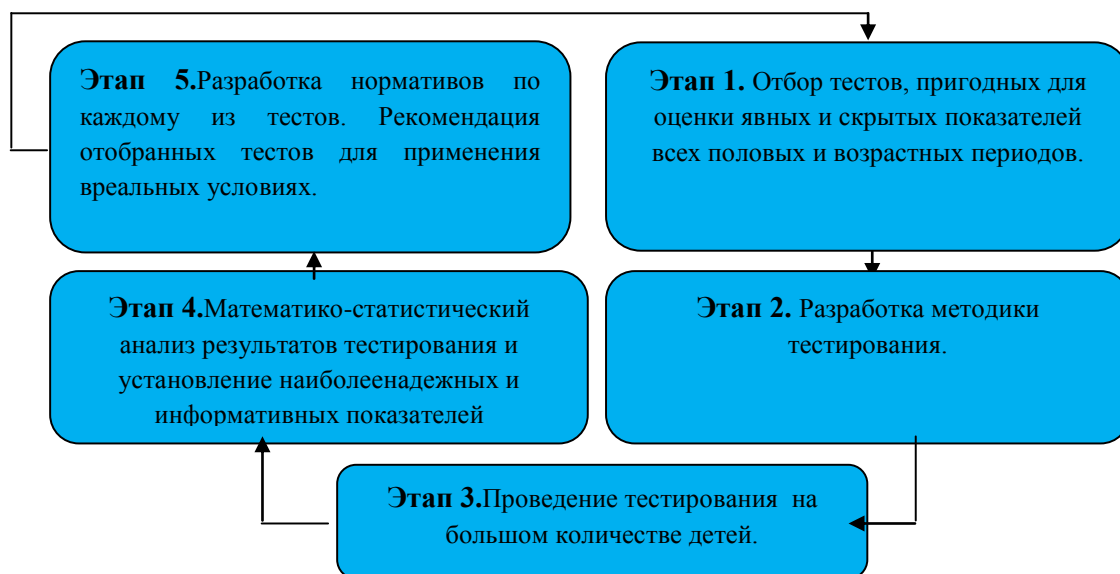 Этап 5.Разработка нормативов по
каждому из тестов. Рекомендация
отобранных тестов для применения
вреальных условиях.
Этап 1. Отбор тестов, пригодных для
оценки явных и скрытых показателей
всех половых и возрастных периодов.
Этап 4.Математико-статистический
анализ результатов тестирования и
установление наиболеенадежных и
информативных показателей
Этап 2. Разработка методики
тестирования.
Этап 3.Проведение тестирования на
большом количестве детей.